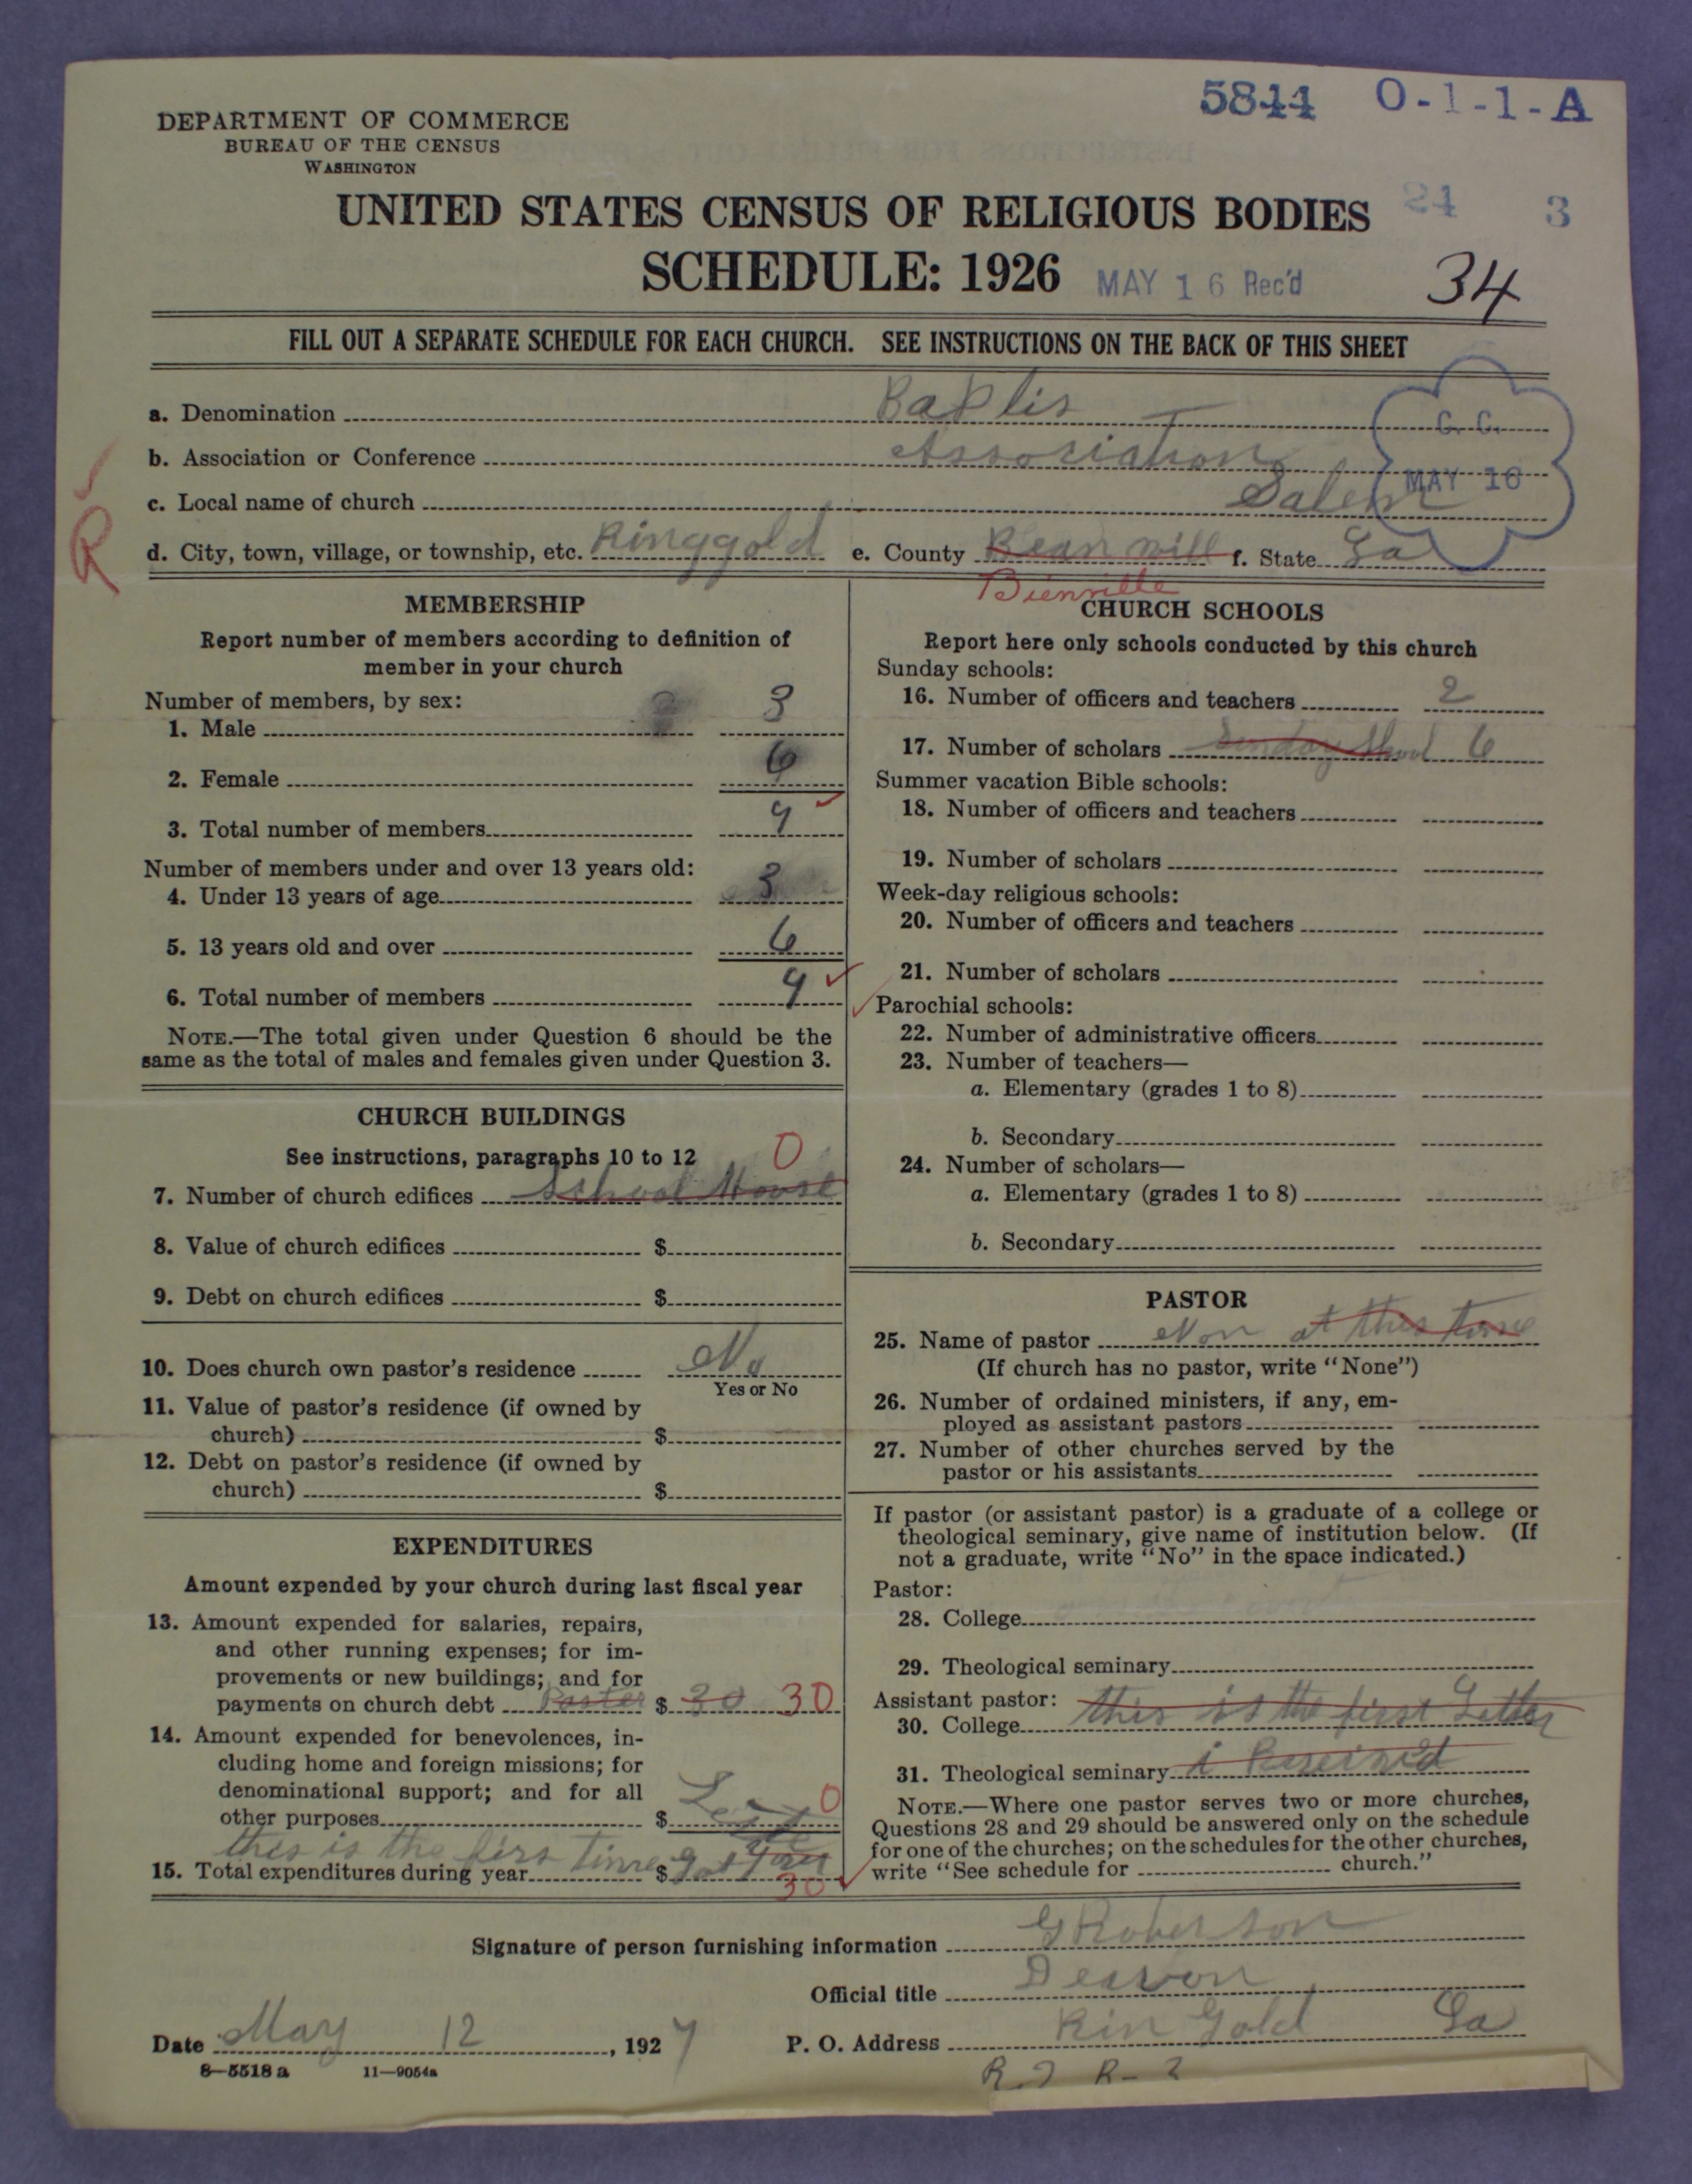 5844 O-1-1-A
DEPARTMENT OF COMMERCE
BUREAU OF THE CENSUS
WASHINGTON
UNITED STATES CENSUS OF RELIGIOUS BODIES 24 3
SCHEDULE: 1926 MAY 16 Rec'd 34
FILL OUT A SEPARATE SCHEDULE FOR EACH CHURCH. SEE INSTRUCTIONS ON THE BACK OF THIS SHEET
a. Denomination Baptis
b. Association or Conference Association
G. G.
MAY 16
c. Local name of church Salem
R
d. City, town, village, or township, etc. Ringgold e. County Bean will f. State La
Bienville
MEMBERSHIP
Report number of members according to definition of
member in your church
Number of members, by sex:
1. Male 3
2. Female 6
3. Total number of members 9
Number of members under and over 13 years old:
4. Under 13 years of age 3
5. 13 years old and over 6
6. Total number of members 9
NOTE.—The total given under Question 6 should be the
same as the total of males and females given under Question 3.
CHURCH BUILDINGS
See instructions, paragraphs 10 to 12 0
7. Number of church edifices School House
8. Value of church edifices $
9. Debt on church edifices $
10. Does church own pastor's residence No
Yes or No
11. Value of pastor's residence (if owned by
church) $
12. Debt on pastor's residence (if owned by
church) $
EXPENDITURES
Amount expended by your church during last fiscal year
13. Amount expended for salaries, repairs,
and other running expenses; for im-
provements or new buildings; and for
payments on church debt Paster $ 30 30
14. Amount expended for benevolences, in-
cluding home and foreign missions; for
denominational support; and for all
other purposes $ 0
this is the firs time
15. Total expenditures during year $ 30
CHURCH SCHOOLS
Report here only schools conducted by this church
Sunday schools:
16. Number of officers and teachers 2
17. Number of scholars Sunday School 6
Summer vacation Bible schools:
18. Number of officers and teachers
19. Number of scholars
Week-day religious schools:
20. Number of officers and teachers
21. Number of scholars
Parochial schools:
22. Number of administrative officers
23. Number of teachers—
a. Elementary (grades 1 to 8)
b. Secondary
24. Number of scholars—
a. Elementary (grades 1 to 8)
b. Secondary
PASTOR
25. Name of pastor Non at this time
(If church has no pastor, write "None")
26. Number of ordained ministers, if any, em-
ployed as assistant pastors
27. Number of other churches served by the
pastor or his assistants
If pastor (or assistant pastor) is a graduate of a college or
theological seminary, give name of institution below. (If
not a graduate, write "No" in the space indicated.)
Pastor:
28. College
29. Theological seminary
Assistant pastor: this is the first Letter
30. College
31. Theological seminary i Received
NOTE.—Where one pastor serves two or more churches,
Questions 28 and 29 should be answered only on the schedule
for one of the churches; on the schedules for the other churches,
write "See schedule for church."
Signature of person furnishing information G Roberson
Official title Deacon
Date May 12, 1927 P. O. Address Rin Gold La
8—5518 a 11—9054a